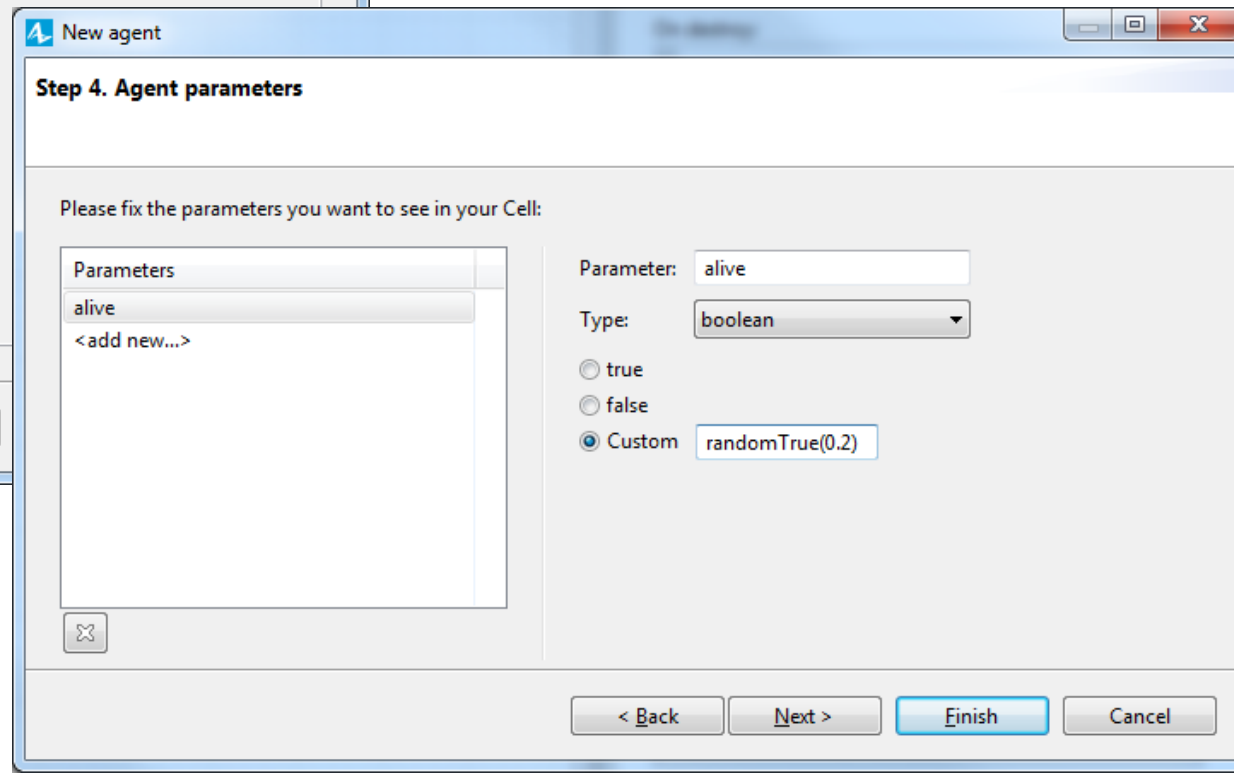 New agent
Step 4. Agent parameters
Please fix the parameters you want to see in your Cell:
Parameters
alive
<add new...>
Parameter: alive
Type: boolean
true
false
Custom randomTrue(0.2)
< Back Next > Finish Cancel